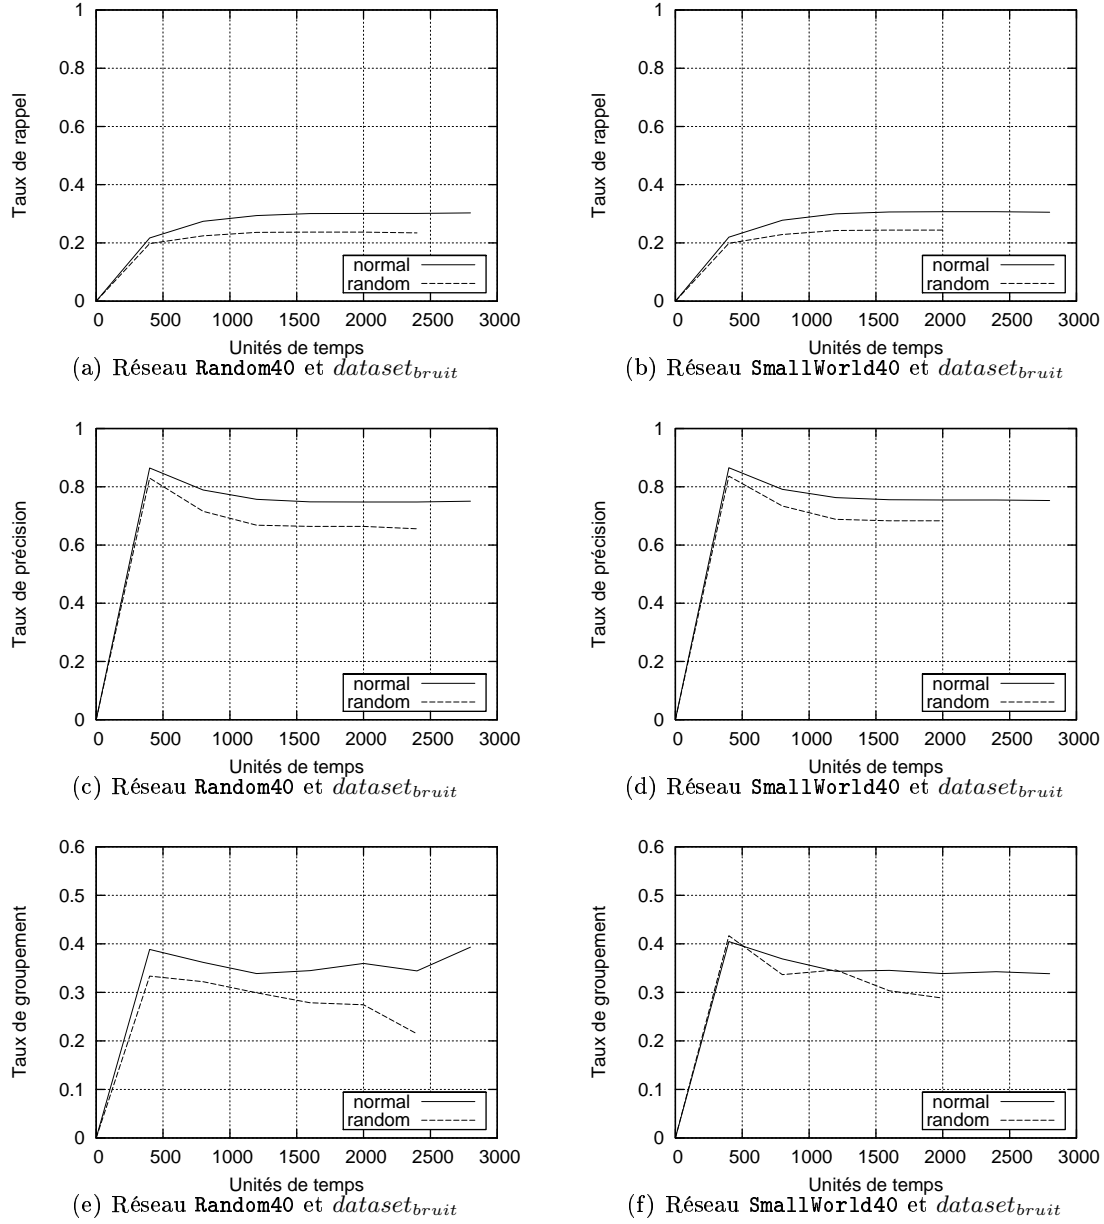 1
0.8
0.6
0.4
0.2
0
Taux de rappel
normal
random
0 500 1000 1500 2000 2500 3000
Unités de temps
(a) Réseau Random40 et dataset_bruit
1
0.8
0.6
0.4
0.2
0
Taux de rappel
normal
random
0 500 1000 1500 2000 2500 3000
Unités de temps
(b) Réseau SmallWorld40 et dataset_bruit
1
0.8
0.6
0.4
0.2
0
Taux de précision
normal
random
0 500 1000 1500 2000 2500 3000
Unités de temps
(c) Réseau Random40 et dataset_bruit
1
0.8
0.6
0.4
0.2
0
Taux de précision
normal
random
0 500 1000 1500 2000 2500 3000
Unités de temps
(d) Réseau SmallWorld40 et dataset_bruit
0.6
0.5
0.4
0.3
0.2
0.1
0
Taux de groupement
normal
random
0 500 1000 1500 2000 2500 3000
Unités de temps
(e) Réseau Random40 et dataset_bruit
0.6
0.5
0.4
0.3
0.2
0.1
0
Taux de groupement
normal
random
0 500 1000 1500 2000 2500 3000
Unités de temps
(f) Réseau SmallWorld40 et dataset_bruit